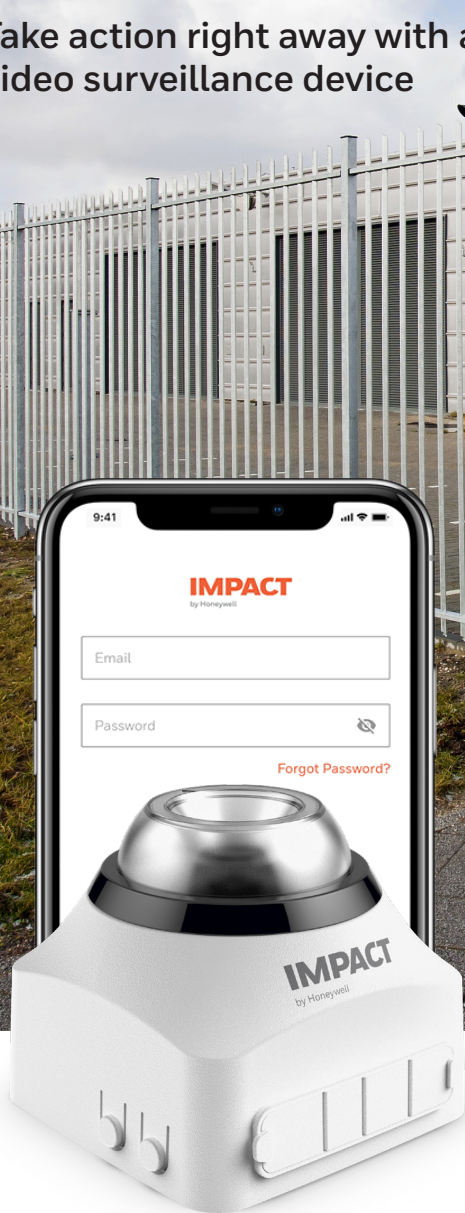 Take action right away with a
ideo surveillance device
9:41
IMPACT
by Honeywell
Email
Password
Forgot Password?
IMPACT
by Honeywell